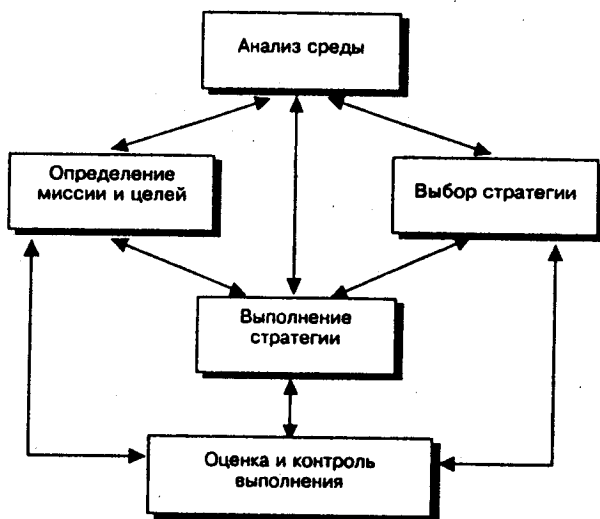 Анализ среды
Определение
миссии и целей
Выбор стратегии
Выполнение
стратегии
Оценка и контроль
выполнения